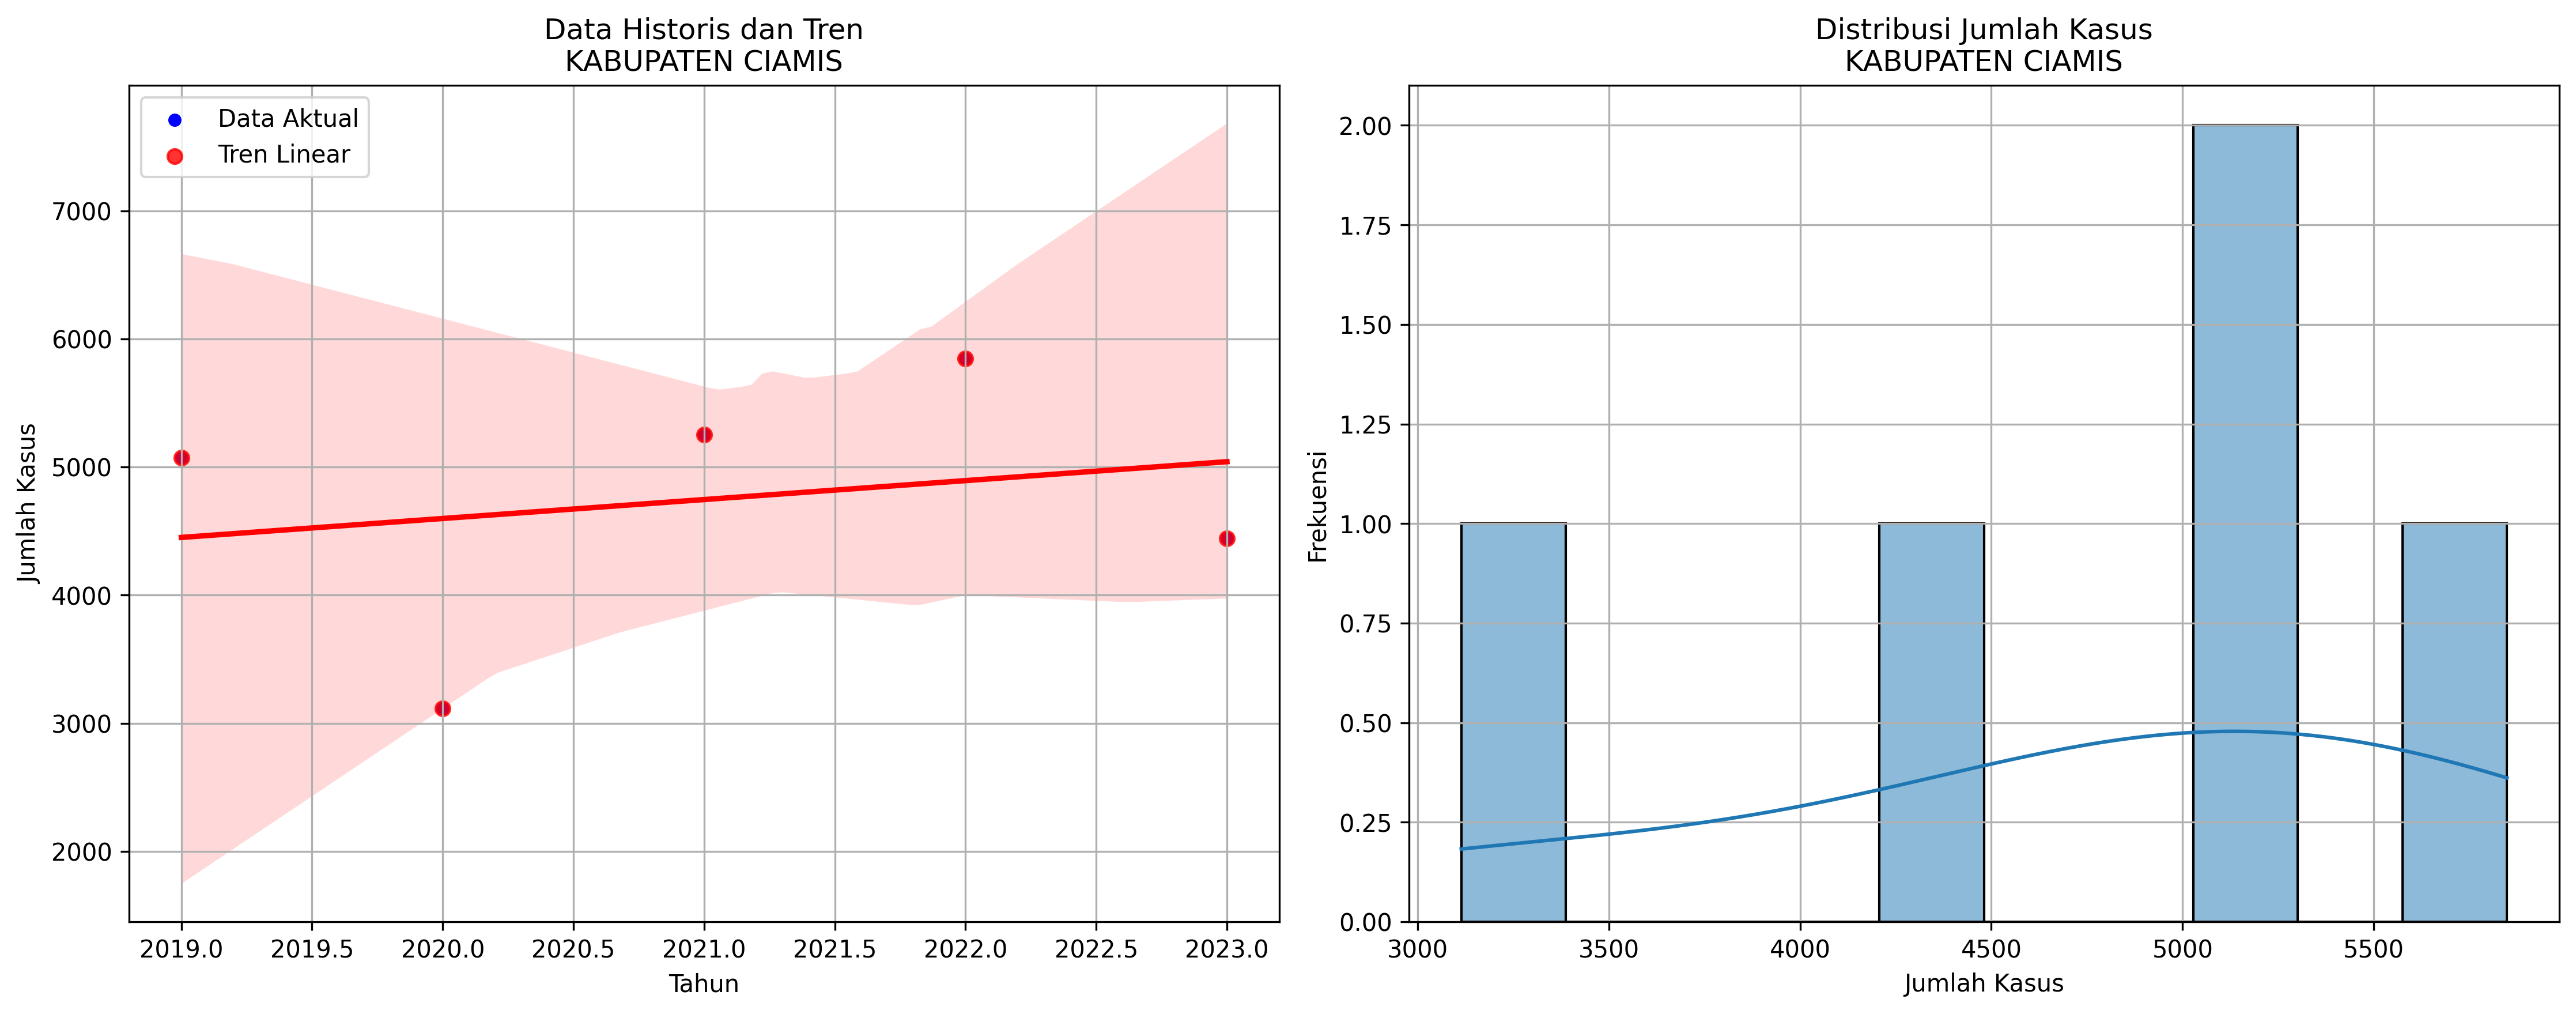 Data Historis dan Tren
KABUPATEN CIAMIS
Data Aktual
Tren Linear
Jumlah Kasus
7000
6000
5000
4000
3000
2000
2019.0 2019.5 2020.0 2020.5 2021.0 2021.5 2022.0 2022.5 2023.0
Tahun
Distribusi Jumlah Kasus
KABUPATEN CIAMIS
Frekuensi
2.00
1.75
1.50
1.25
1.00
0.75
0.50
0.25
0.00
3000 3500 4000 4500 5000 5500
Jumlah Kasus